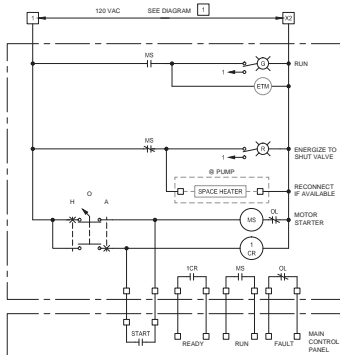 1 120 VAC SEE DIAGRAM 1 X2
MS G RUN
1
ETM
MS R ENERGIZE TO
SHUT VALVE
1
@ PUMP
SPACE HEATER RECONNECT
IF AVAILABLE
H O A MS OL MOTOR
STARTER
1
CR
1CR MS OL
START READY RUN FAULT MAIN
CONTROL
PANEL